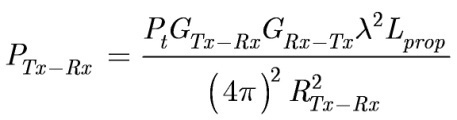 P_{Tx-Rx} = \frac{P_t G_{Tx-Rx} G_{Rx-Tx} \lambda^2 L_{prop}}{(4\pi)^2 R_{Tx-Rx}^2}